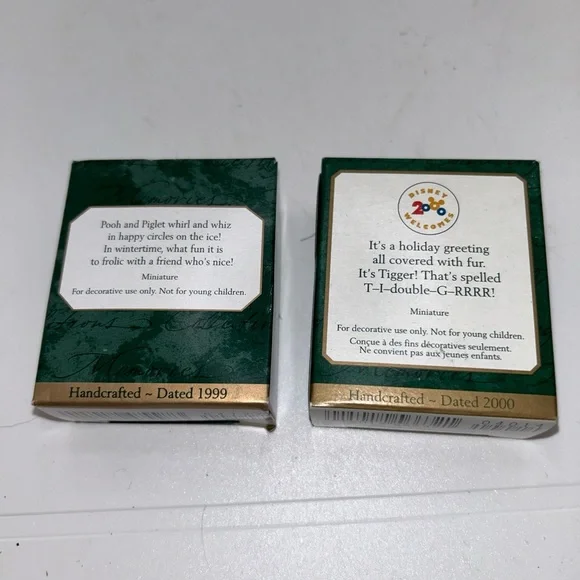 Pooh and Piglet whirl and whiz
in happy circles on the ice!
In wintertime, what fun it is
to frolic with a friend who's nice!
Miniature
For decorative use only. Not for young children.
Handcrafted ~ Dated 1999
DISNEY
2000
WELCOMES
It's a holiday greeting
all covered with fur.
It's Tigger! That's spelled
T–I–double–G–RRRR!
Miniature
For decorative use only. Not for young children.
Conçue à des fins décoratives seulement.
Ne convient pas aux jeunes enfants.
Handcrafted ~ Dated 2000